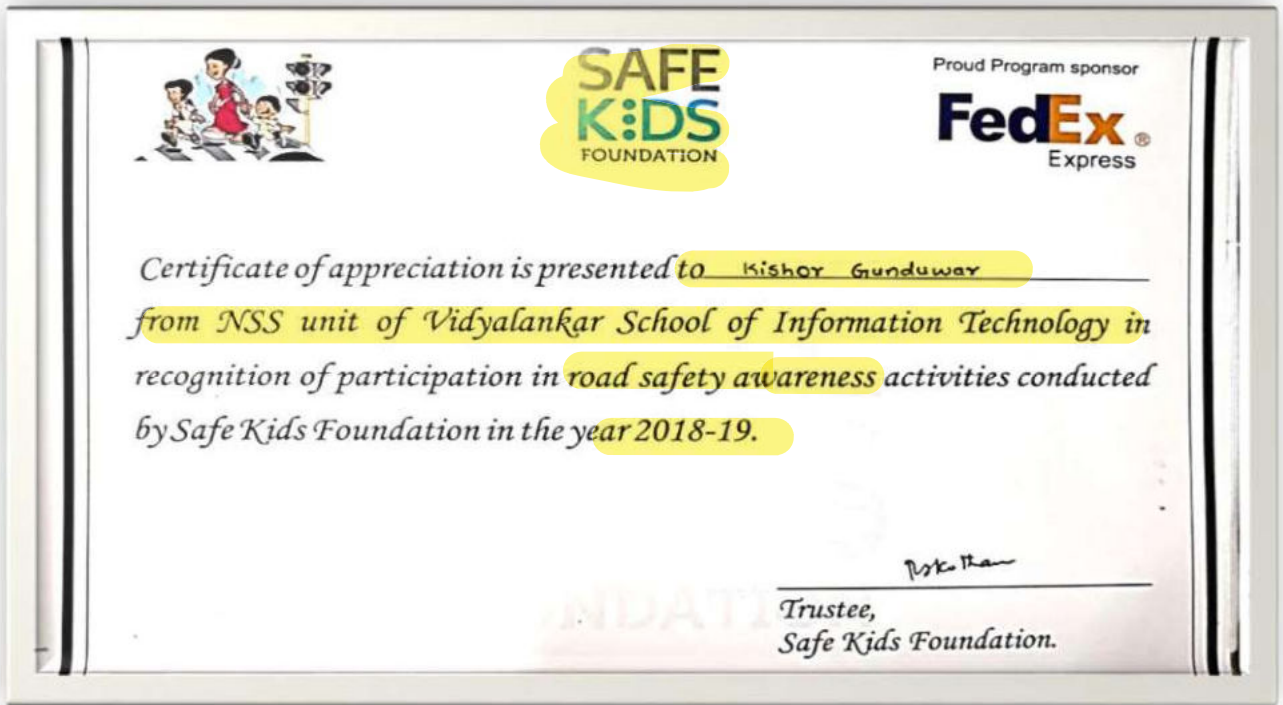 SAFE
KIDS
FOUNDATION
Proud Program sponsor
FedEx®
Express
Certificate of appreciation is presented to Kishor Gunduwar
from NSS unit of Vidyalankar School of Information Technology in
recognition of participation in road safety awareness activities conducted
by Safe Kids Foundation in the year 2018-19.
Trustee,
Safe Kids Foundation.